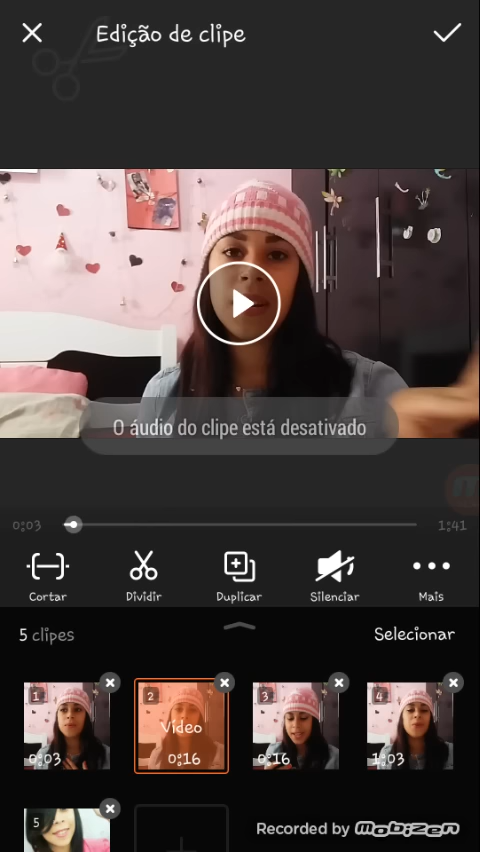 Edição de clipe
O áudio do clipe está desativado
0:03
1:41
Cortar
Dividir
Duplicar
Silenciar
Mais
5 clipes
Selecionar
1
0:03
2
Vídeo
0:16
3
0:16
4
1:03
5
Recorded by mobizen